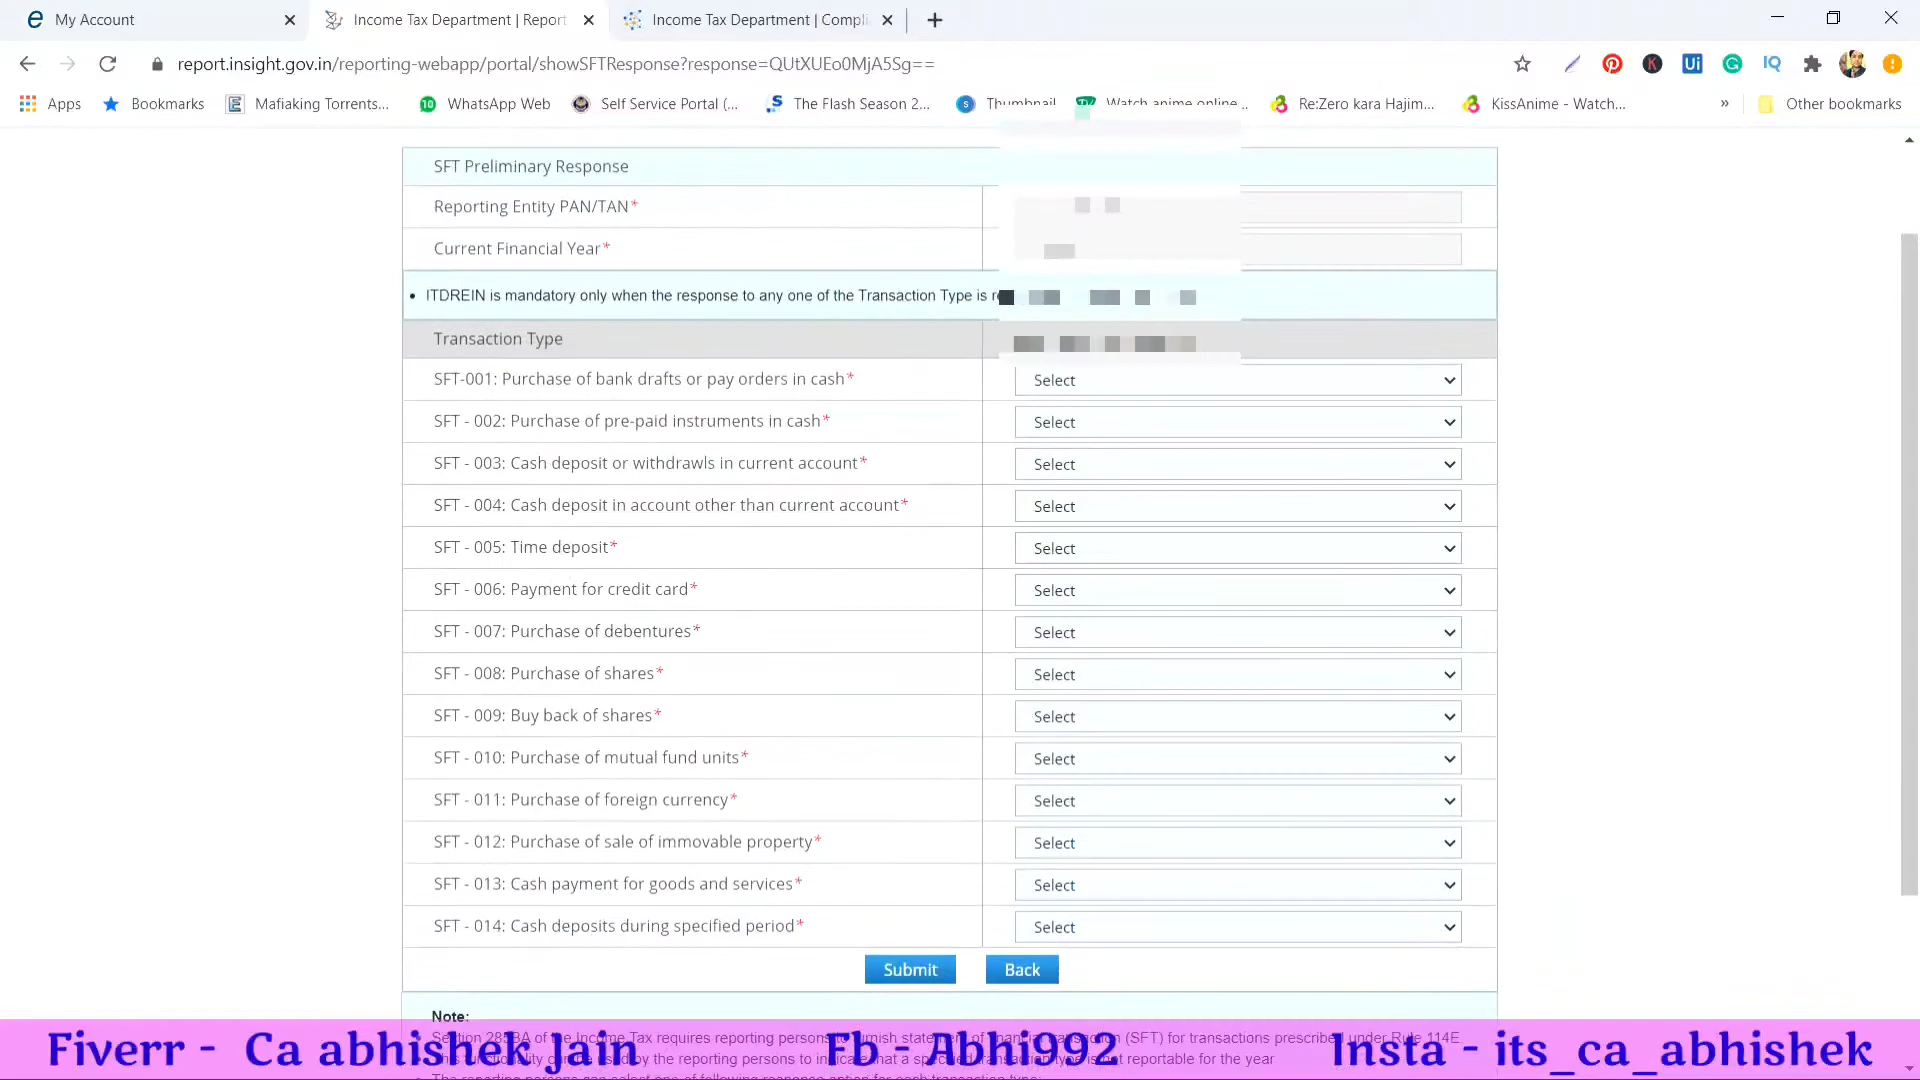 My Account
Income Tax Department | Report
Income Tax Department | Compli
report.insight.gov.in/reporting-webapp/portal/showSFTResponse?response=QUtXUEo0MjA5Sg==
Apps
Bookmarks
Mafiaking Torrents...
WhatsApp Web
Self Service Portal (...
The Flash Season 2...
Thumbnail
Watch anime online ...
Re:Zero kara Hajim...
KissAnime - Watch...
»
Other bookmarks
SFT Preliminary Response
Reporting Entity PAN/TAN*
Current Financial Year*
• ITDREIN is mandatory only when the response to any one of the Transaction Type is
Transaction Type
SFT-001: Purchase of bank drafts or pay orders in cash* Select
SFT - 002: Purchase of pre-paid instruments in cash* Select
SFT - 003: Cash deposit or withdrawls in current account* Select
SFT - 004: Cash deposit in account other than current account* Select
SFT - 005: Time deposit* Select
SFT - 006: Payment for credit card* Select
SFT - 007: Purchase of debentures* Select
SFT - 008: Purchase of shares* Select
SFT - 009: Buy back of shares* Select
SFT - 010: Purchase of mutual fund units* Select
SFT - 011: Purchase of foreign currency* Select
SFT - 012: Purchase of sale of immovable property* Select
SFT - 013: Cash payment for goods and services* Select
SFT - 014: Cash deposits during specified period* Select
Submit Back
Note:
Section 285BA of the Income Tax requires reporting persons to furnish statement of financial transaction (SFT) for transactions prescribed under Rule 114E
This functionality can be used by the reporting persons to indicate that a specified transaction type is not reportable for the year
The reporting persons can select one of following response option for each transaction type:
Fiverr - Ca abhishek jain
Fb - Abhi9992
Insta - its_ca_abhishek